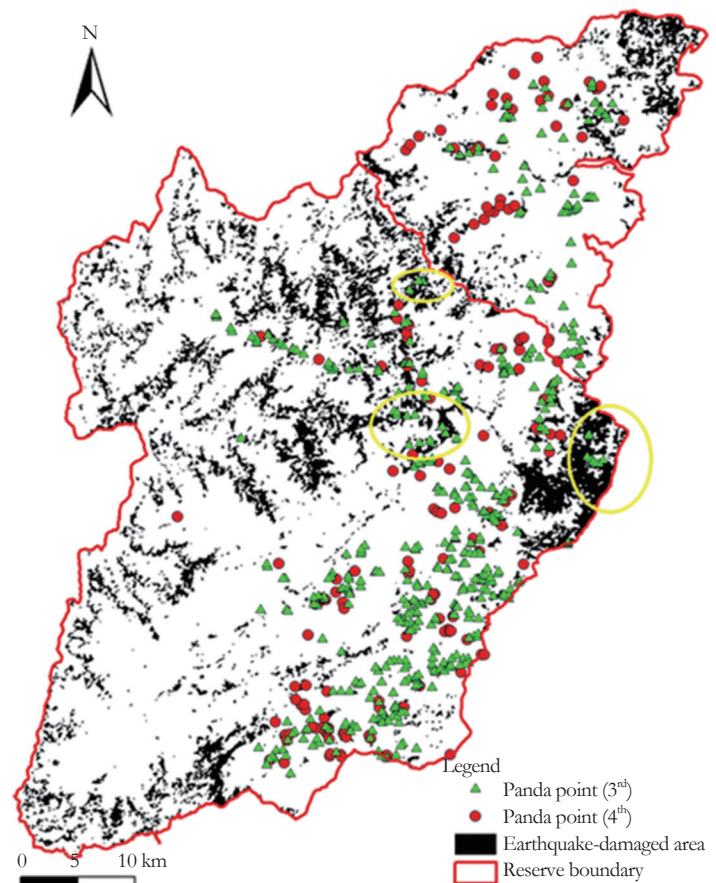 N
Legend
Panda point (3rd)
Panda point (4th)
Earthquake-damaged area
Reserve boundary
0 5 10 km